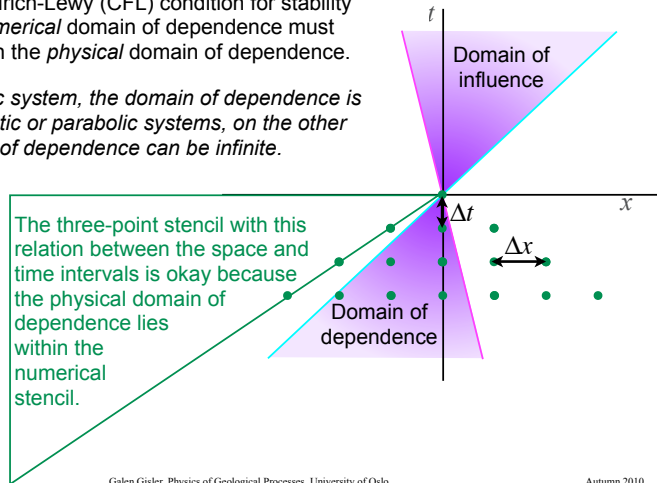 drich-Lewy (CFL) condition for stability
merical domain of dependence must
n the physical domain of dependence.
c system, the domain of dependence is
tic or parabolic systems, on the other
of dependence can be infinite.
t
Domain of
influence
x
Δt
Δx
The three-point stencil with this
relation between the space and
time intervals is okay because
the physical domain of
dependence lies
within the
numerical
stencil.
Domain of
dependence
Galen Gisler, Physics of Geological Processes, University of Oslo
Autumn 2010